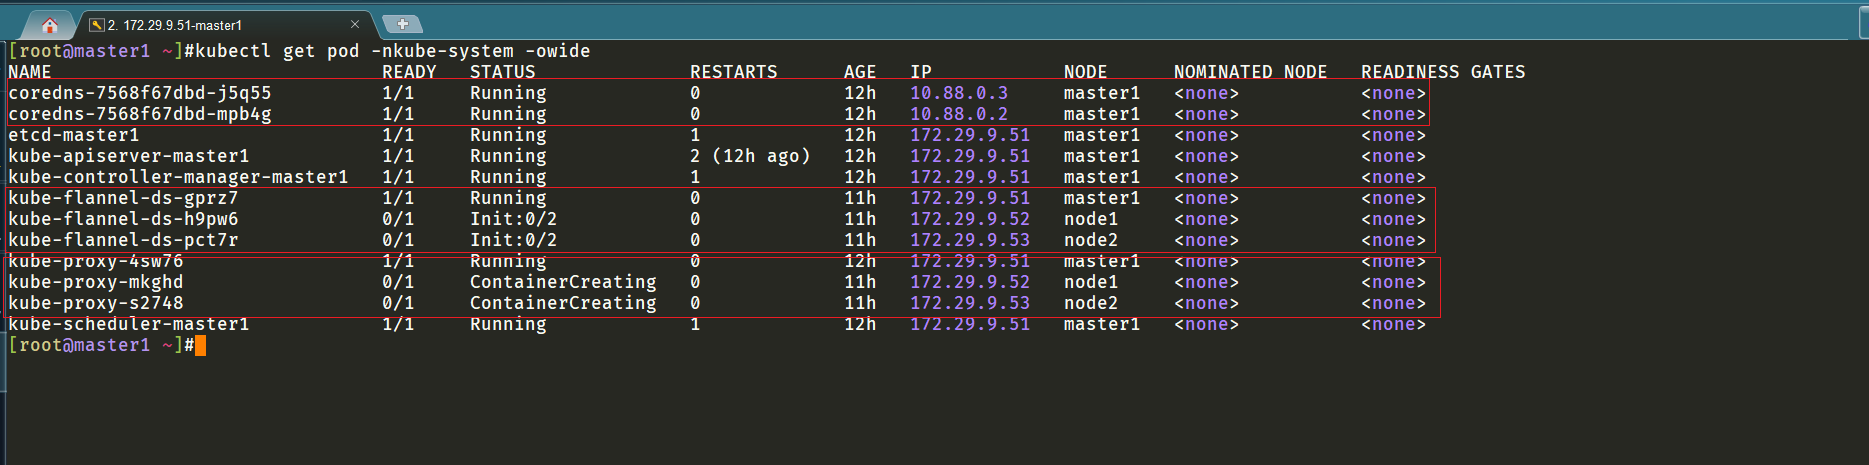 2. 172.29.9.51-master1
[root@master1 ~]#kubectl get pod -nkube-system -owide
NAME READY STATUS RESTARTS AGE IP NODE NOMINATED NODE READINESS GATES
coredns-7568f67dbd-j5q55 1/1 Running 0 12h 10.88.0.3 master1 <none> <none>
coredns-7568f67dbd-mpb4g 1/1 Running 0 12h 10.88.0.2 master1 <none> <none>
etcd-master1 1/1 Running 1 12h 172.29.9.51 master1 <none> <none>
kube-apiserver-master1 1/1 Running 2 (12h ago) 12h 172.29.9.51 master1 <none> <none>
kube-controller-manager-master1 1/1 Running 1 12h 172.29.9.51 master1 <none> <none>
kube-flannel-ds-gprz7 1/1 Running 0 11h 172.29.9.51 master1 <none> <none>
kube-flannel-ds-h9pw6 0/1 Init:0/2 0 11h 172.29.9.52 node1 <none> <none>
kube-flannel-ds-pct7r 0/1 Init:0/2 0 11h 172.29.9.53 node2 <none> <none>
kube-proxy-4sw76 1/1 Running 0 12h 172.29.9.51 master1 <none> <none>
kube-proxy-mkghd 0/1 ContainerCreating 0 11h 172.29.9.52 node1 <none> <none>
kube-proxy-s2748 0/1 ContainerCreating 0 11h 172.29.9.53 node2 <none> <none>
kube-scheduler-master1 1/1 Running 1 12h 172.29.9.51 master1 <none> <none>
[root@master1 ~]#